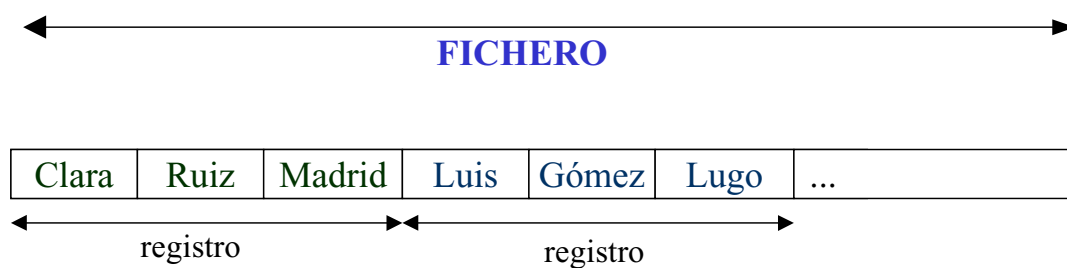 FICHERO
Clara Ruiz Madrid Luis Gómez Lugo ...
registro registro